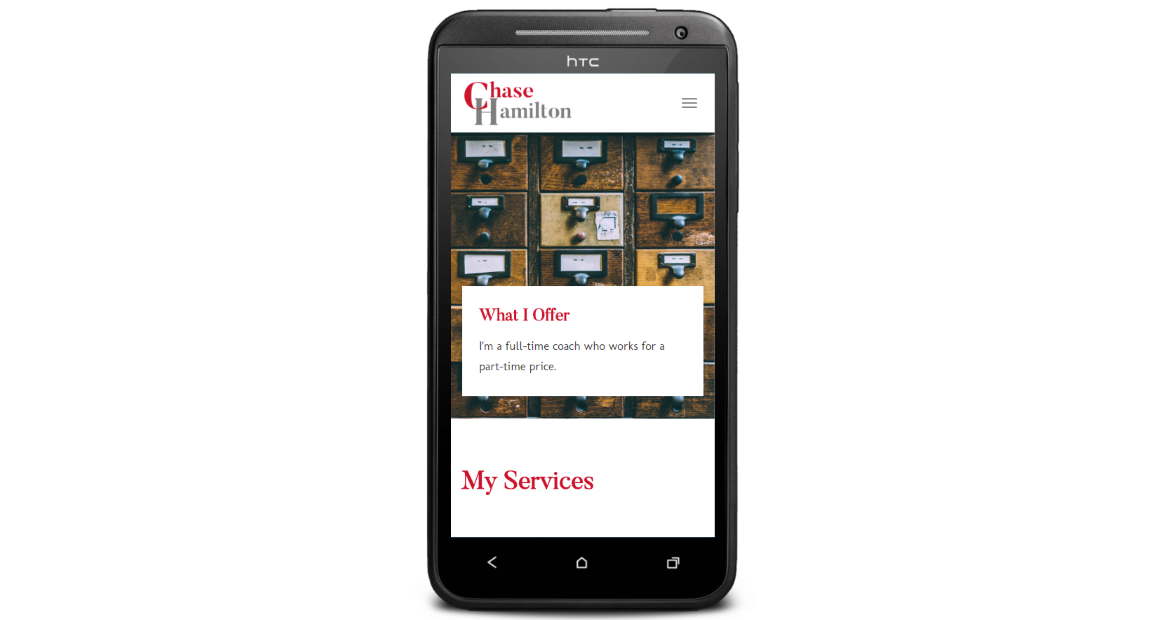 hTC
Chase
Hamilton
What I Offer
I'm a full-time coach who works for a
part-time price.
My Services